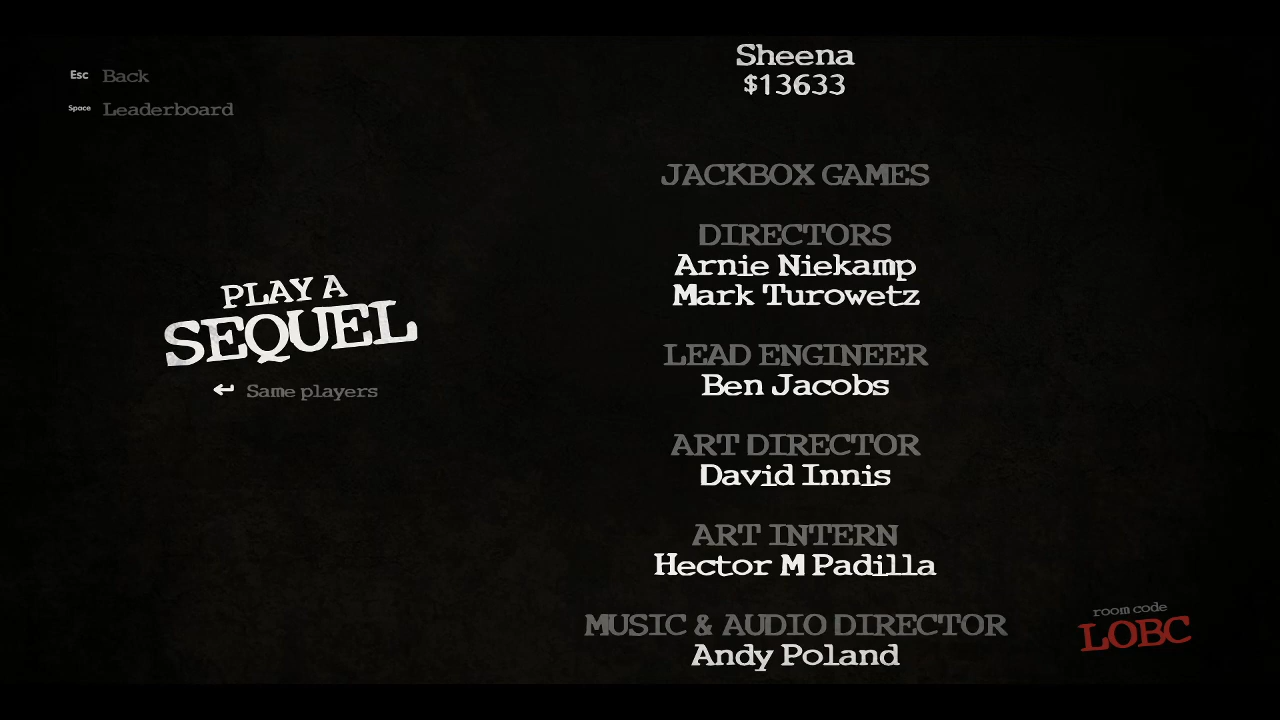 Esc Back
Space Leaderboard
PLAY A
SEQUEL
↵ Same players
Sheena
$13633
JACKBOX GAMES
DIRECTORS
Arnie Niekamp
Mark Turowetz
LEAD ENGINEER
Ben Jacobs
ART DIRECTOR
David Innis
ART INTERN
Hector M Padilla
MUSIC & AUDIO DIRECTOR
Andy Poland
room code
LOBC